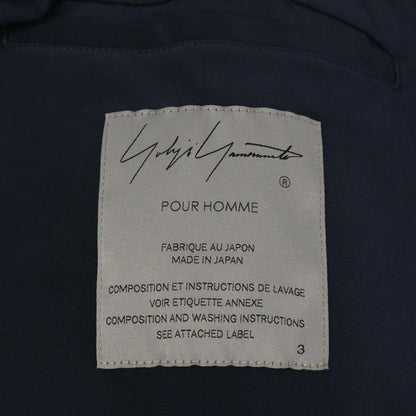 Yohji Yamamoto
®
POUR HOMME
FABRIQUE AU JAPON
MADE IN JAPAN
COMPOSITION ET INSTRUCTIONS DE LAVAGE
VOIR ETIQUETTE ANNEXE
COMPOSITION AND WASHING INSTRUCTIONS
SEE ATTACHED LABEL
3